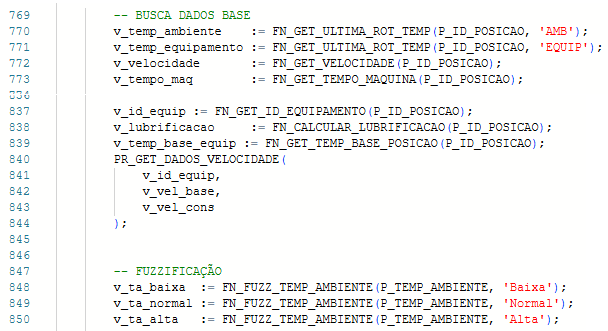 769 -- BUSCA DADOS BASE
770 v_temp_ambiente    := FN_GET_ULTIMA_ROT_TEMP(P_ID_POSICAO, 'AMB');
771 v_temp_equipamento := FN_GET_ULTIMA_ROT_TEMP(P_ID_POSICAO, 'EQUIP');
772 v_velocidade       := FN_GET_VELOCIDADE(P_ID_POSICAO);
773 v_tempo_maq        := FN_GET_TEMPO_MAQUINA(P_ID_POSICAO);
836
837 v_id_equip := FN_GET_ID_EQUIPAMENTO(P_ID_POSICAO);
838 v_lubrificacao     := FN_CALCULAR_LUBRIFICACAO(P_ID_POSICAO);
839 v_temp_base_equip := FN_GET_TEMP_BASE_POSICAO(P_ID_POSICAO);
840 PR_GET_DADOS_VELOCIDADE(
841     v_id_equip,
842     v_vel_base,
843     v_vel_cons
844 );
845
846
847 -- FUZZIFICAÇÃO
848 v_ta_baixa  := FN_FUZZ_TEMP_AMBIENTE(P_TEMP_AMBIENTE, 'Baixa');
849 v_ta_normal := FN_FUZZ_TEMP_AMBIENTE(P_TEMP_AMBIENTE, 'Normal');
850 v_ta_alta   := FN_FUZZ_TEMP_AMBIENTE(P_TEMP_AMBIENTE, 'Alta');